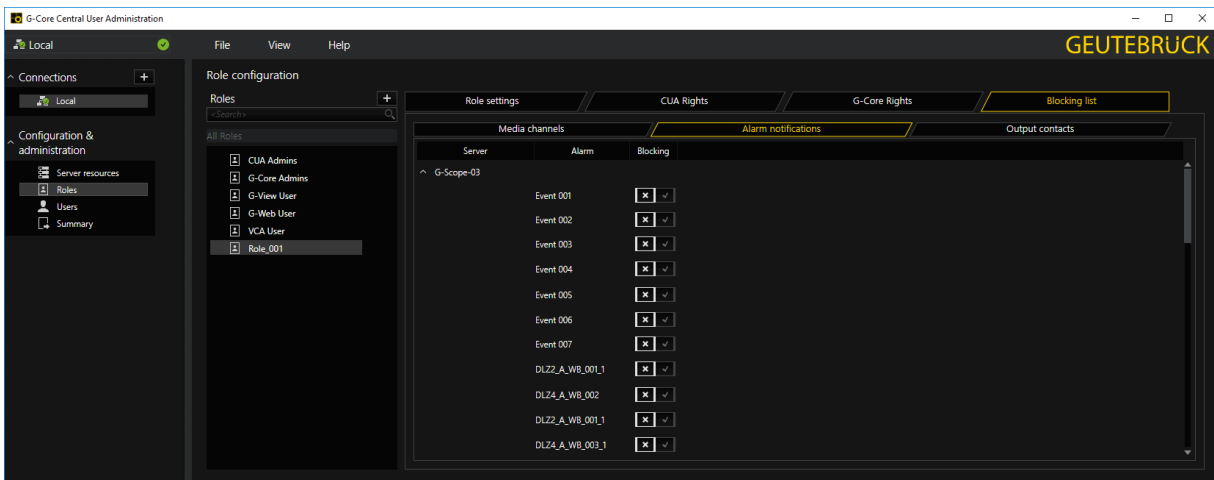 G-Core Central User Administration
Local
File View Help
GEUTEBRÜCK
Connections
Local
Configuration &
administration
Server resources
Roles
Users
Summary
Role configuration
Roles
<Search>
All Roles
CUA Admins
G-Core Admins
G-View User
G-Web User
VCA User
Role_001
Role settings CUA Rights G-Core Rights Blocking list
Media channels Alarm notifications Output contacts
Server Alarm Blocking
G-Scope-03
Event 001
Event 002
Event 003
Event 004
Event 005
Event 006
Event 007
DLZ2_A_WB_001_1
DLZ4_A_WB_002
DLZ2_A_WB_001_1
DLZ4_A_WB_003_1